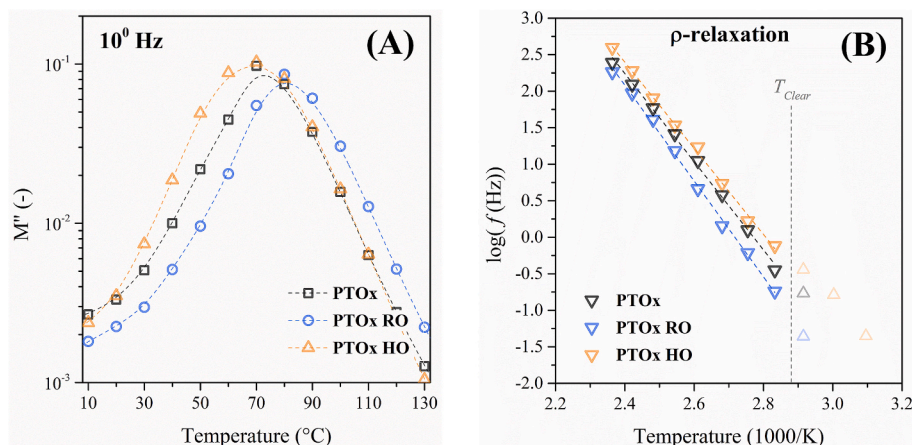 10⁰ Hz
(A)
10⁻¹
10⁻²
10⁻³
M'' (-)
PTOx
PTOx RO
PTOx HO
10 30 50 70 90 110 130
Temperature (°C)
ρ-relaxation
(B)
T_Clear
3.0
2.5
2.0
1.5
1.0
0.5
0.0
-0.5
-1.0
-1.5
-2.0
log(f (Hz))
PTOx
PTOx RO
PTOx HO
2.2 2.4 2.6 2.8 3.0 3.2
Temperature (1000/K)